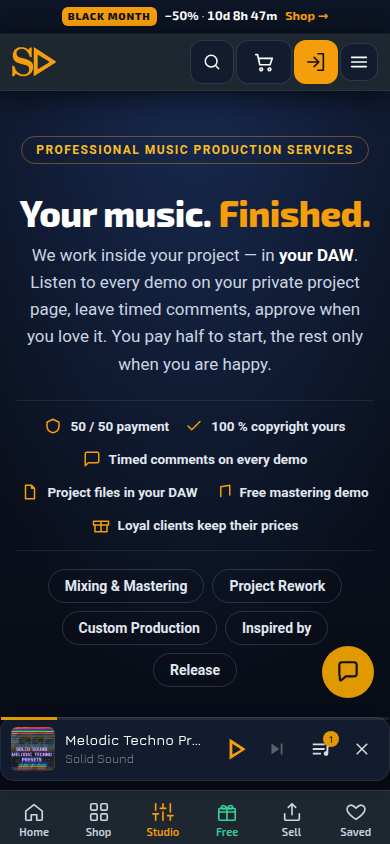 BLACK MONTH −50% · 10d 8h 47m Shop →
PROFESSIONAL MUSIC PRODUCTION SERVICES
Your music. Finished.
We work inside your project — in your DAW.
Listen to every demo on your private project
page, leave timed comments, approve when
you love it. You pay half to start, the rest only
when you are happy.
50 / 50 payment
100 % copyright yours
Timed comments on every demo
Project files in your DAW
Free mastering demo
Loyal clients keep their prices
Mixing & Mastering
Project Rework
Custom Production
Inspired by
Release
SOLID SOUND
MELODIC TECHNO
PRESETS
Melodic Techno Pr...
Solid Sound
1
Home
Shop
Studio
Free
Sell
Saved